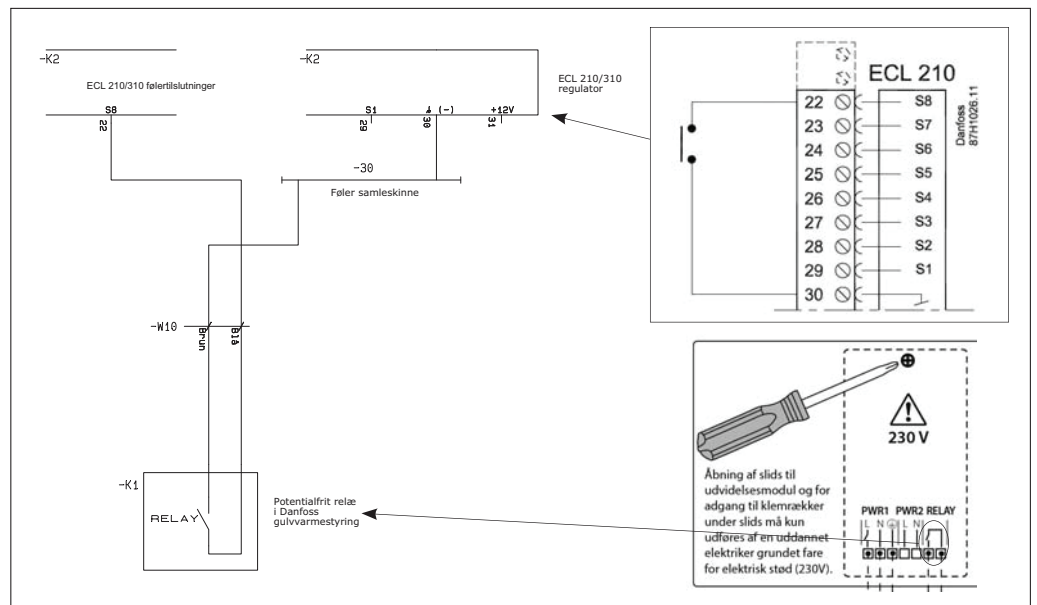 -K2
ECL 210/310 følertilslutninger
S8
22
-K2
S1
(-)
+12V
29
30
31
ECL 210/310
regulator
-30
Føler samleskinne
-W10
Brun
Blå
-K1
RELAY
Potentialfrit relæ
i Danfoss
gulvvarmestyring
ECL 210
22 S8
23 S7
24 S6
25 S5
26 S4
27 S3
28 S2
29 S1
30
Danfoss
87H1026.11
230 V
Åbning af slids til
udvidelsesmodul og for
adgang til klemrækker
under slids må kun
udføres af en uddannet
elektriker grundet fare
for elektrisk stød (230V).
PWR1 PWR2 RELAY
L N L N